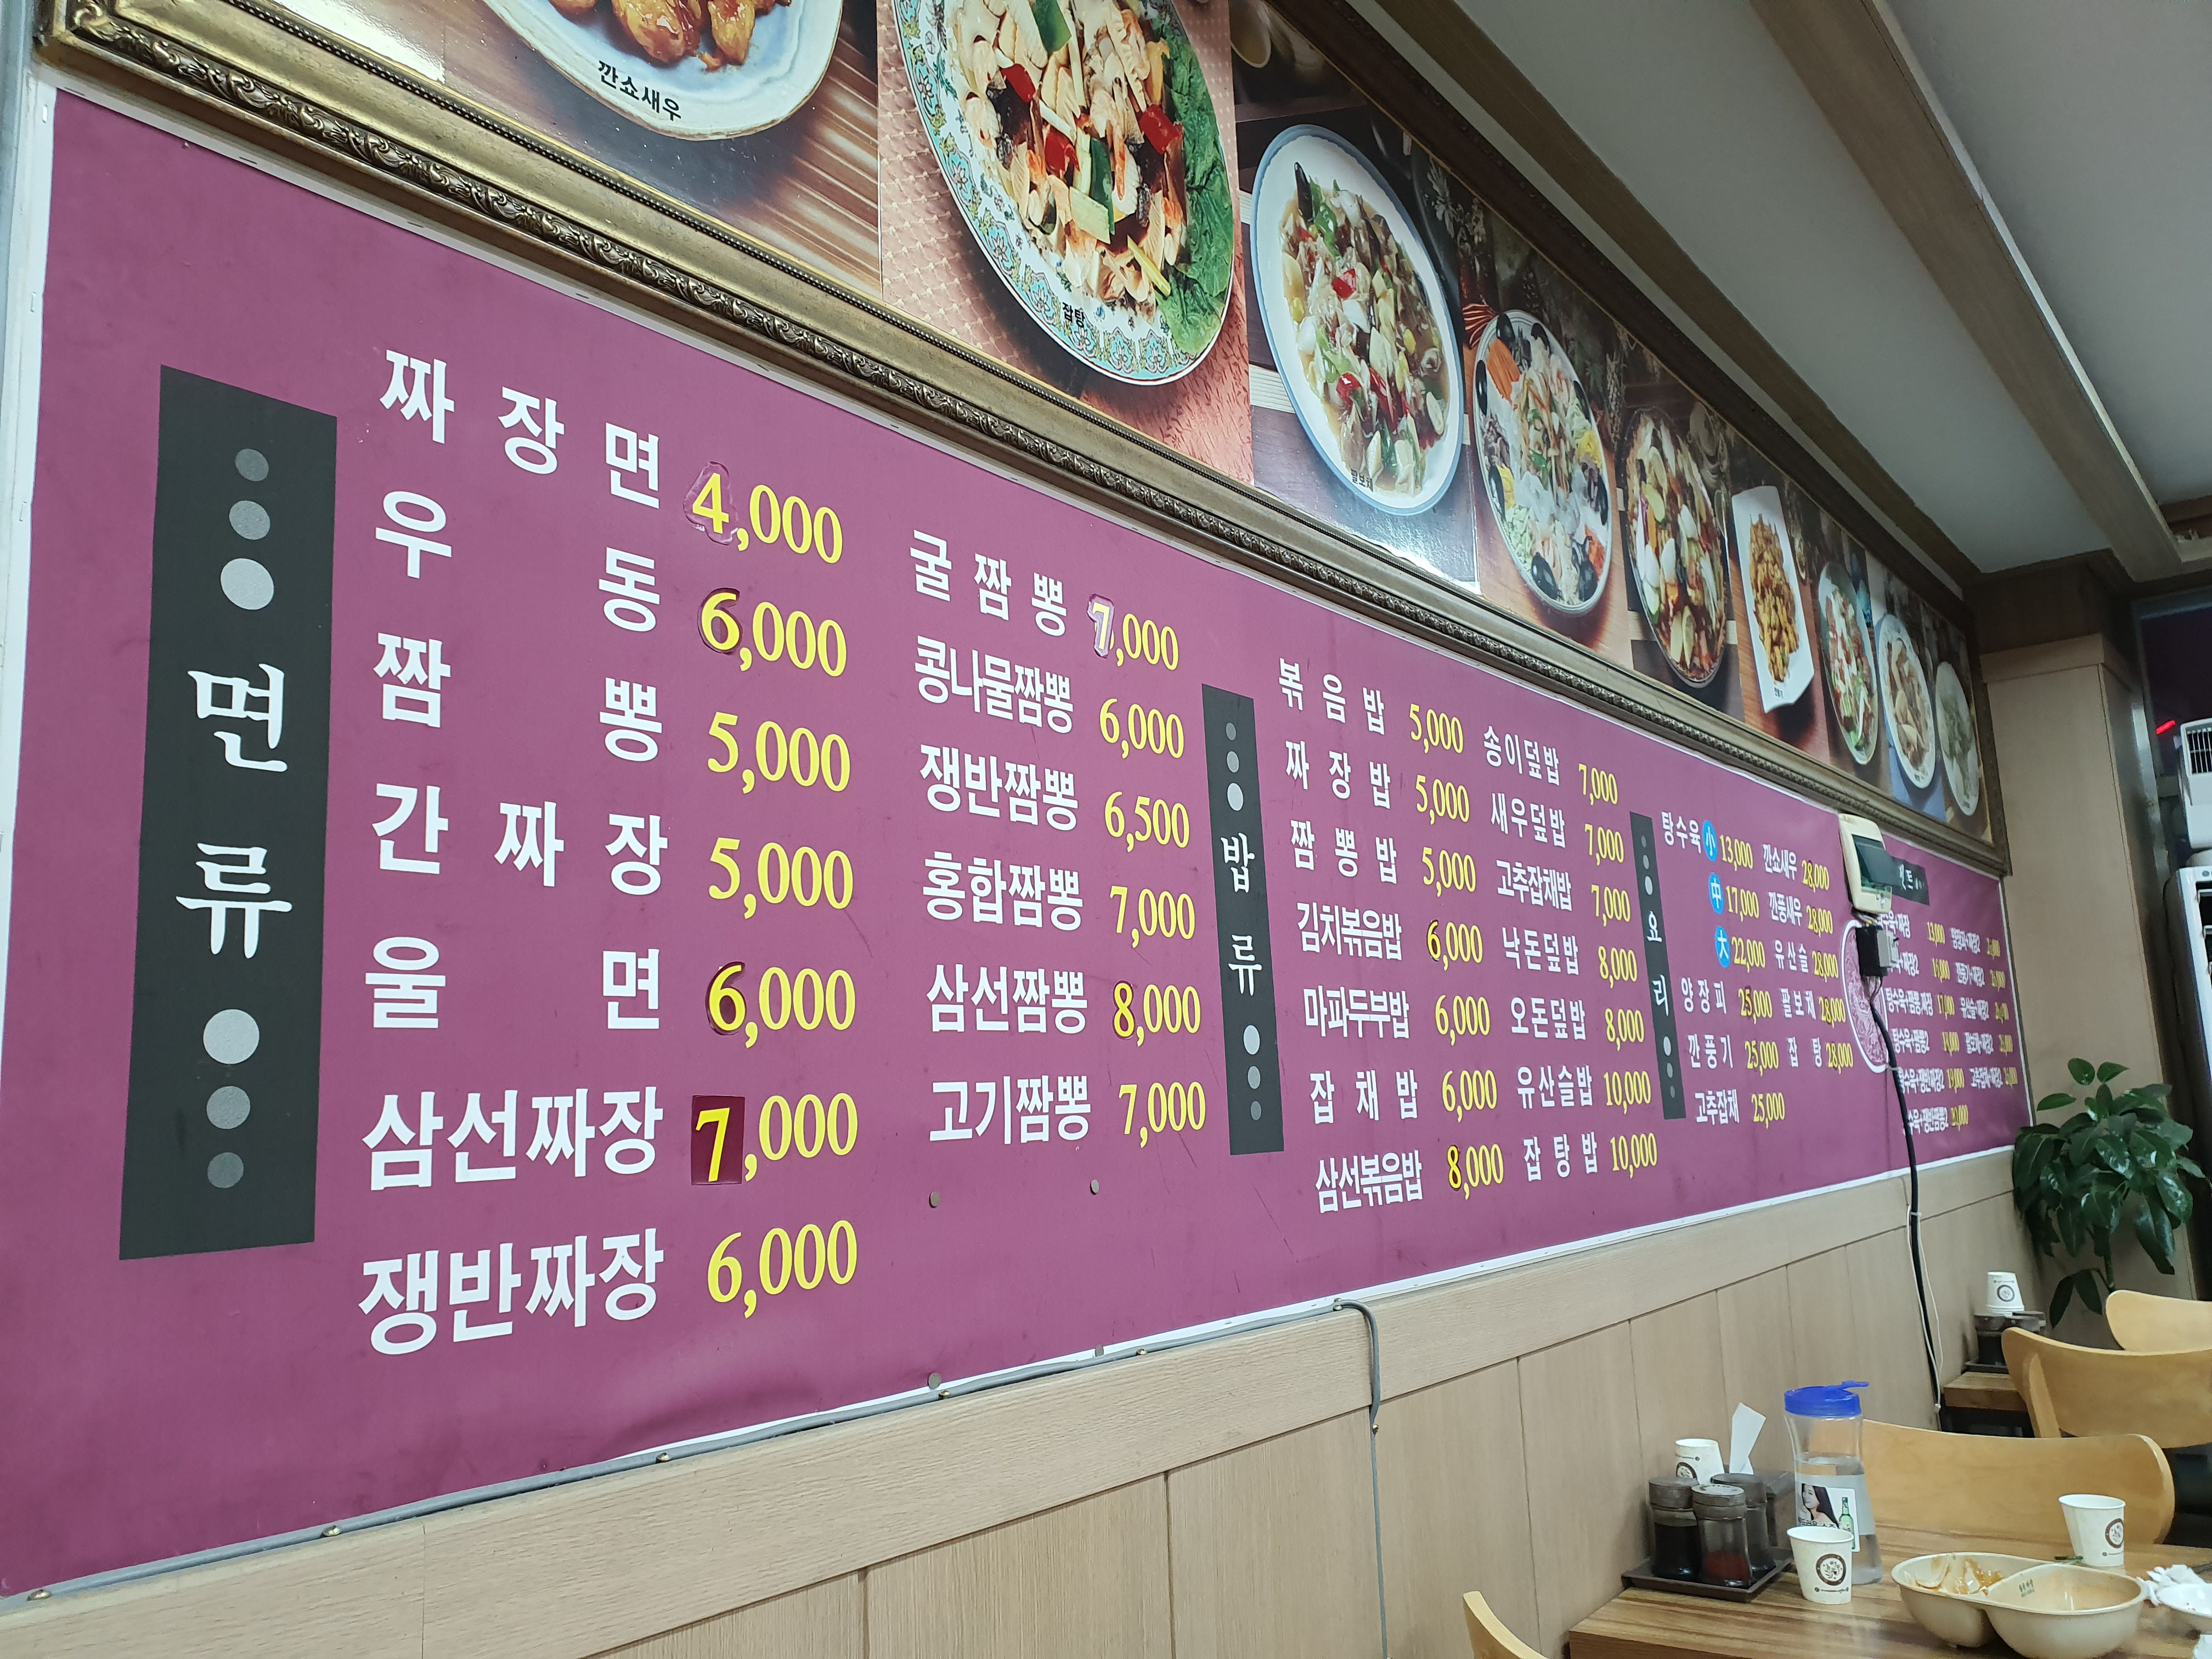 깐쇼새우
잡탕
팔보채
면류
짜장면 4,000
우동 6,000
짬뽕 5,000
간짜장 5,000
울면 6,000
삼선짜장 7,000
쟁반짜장 6,000
굴짬뽕 7,000
콩나물짬뽕 6,000
쟁반짬뽕 6,500
홍합짬뽕 7,000
삼선짬뽕 8,000
고기짬뽕 7,000
밥류
볶음밥 5,000
짜장밥 5,000
짬뽕밥 5,000
김치볶음밥 6,000
마파두부밥 6,000
잡채밥 6,000
삼선볶음밥 8,000
송이덮밥 7,000
새우덮밥 7,000
고추잡채밥 7,000
낙돈덮밥 8,000
오돈덮밥 8,000
유산슬밥 10,000
잡탕밥 10,000
요리
탕수육 小 13,000
中 17,000
大 22,000
양장피 25,000
깐풍기 25,000
고추잡채 25,000
깐쇼새우 28,000
깐풍새우 28,000
유산슬 28,000
팔보채 28,000
잡탕 28,000